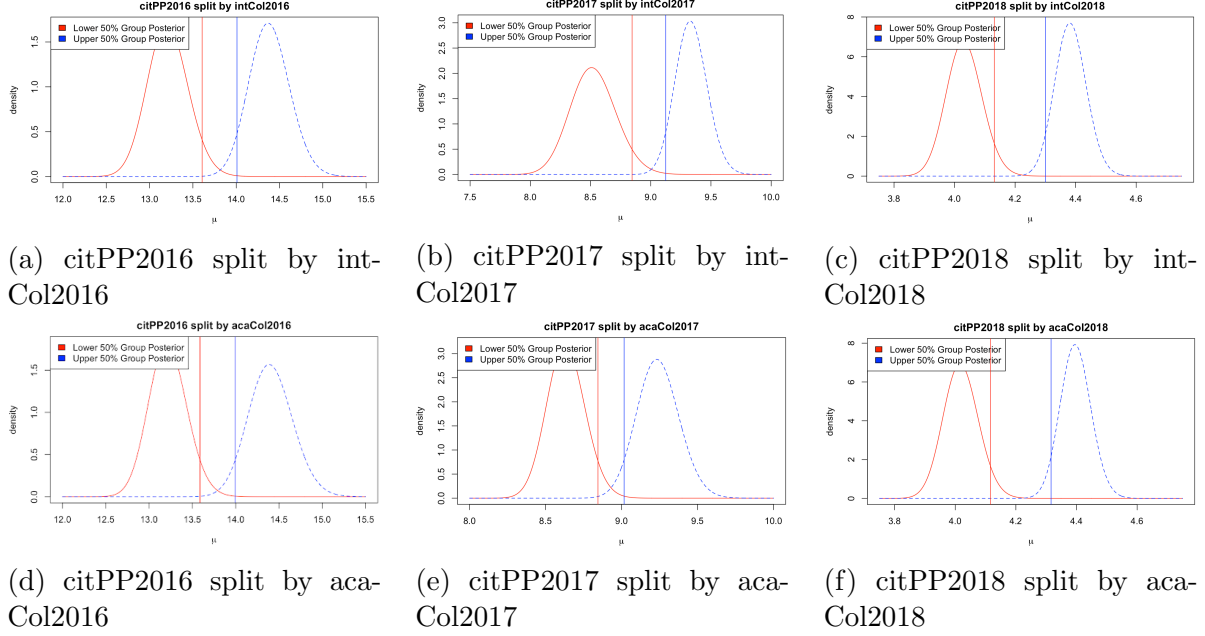 citPP2016 split by intCol2016
Lower 50% Group Posterior
Upper 50% Group Posterior
density
0.0 0.5 1.0 1.5
12.0 12.5 13.0 13.5 14.0 14.5 15.0 15.5
μ
(a) citPP2016 split by int-
Col2016
citPP2017 split by intCol2017
Lower 50% Group Posterior
Upper 50% Group Posterior
density
0.0 0.5 1.0 1.5 2.0 2.5 3.0
7.5 8.0 8.5 9.0 9.5 10.0
μ
(b) citPP2017 split by int-
Col2017
citPP2018 split by intCol2018
Lower 50% Group Posterior
Upper 50% Group Posterior
density
0 2 4 6 8
3.8 4.0 4.2 4.4 4.6
μ
(c) citPP2018 split by int-
Col2018
citPP2016 split by acaCol2016
Lower 50% Group Posterior
Upper 50% Group Posterior
density
0.0 0.5 1.0 1.5
12.0 12.5 13.0 13.5 14.0 14.5 15.0 15.5
μ
(d) citPP2016 split by aca-
Col2016
citPP2017 split by acaCol2017
Lower 50% Group Posterior
Upper 50% Group Posterior
density
0.0 0.5 1.0 1.5 2.0 2.5 3.0
8.0 8.5 9.0 9.5 10.0
μ
(e) citPP2017 split by aca-
Col2017
citPP2018 split by acaCol2018
Lower 50% Group Posterior
Upper 50% Group Posterior
density
0 2 4 6 8
3.8 4.0 4.2 4.4 4.6
μ
(f) citPP2018 split by aca-
Col2018